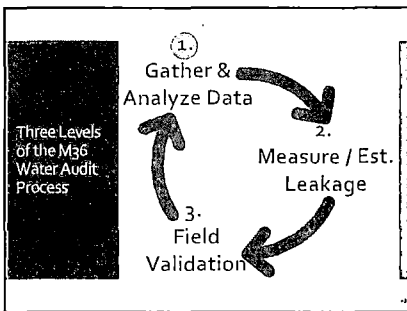 Three Levels
of the M36
Water Audit
Process
1.
Gather &
Analyze Data
2.
Measure / Est.
Leakage
3.
Field
Validation